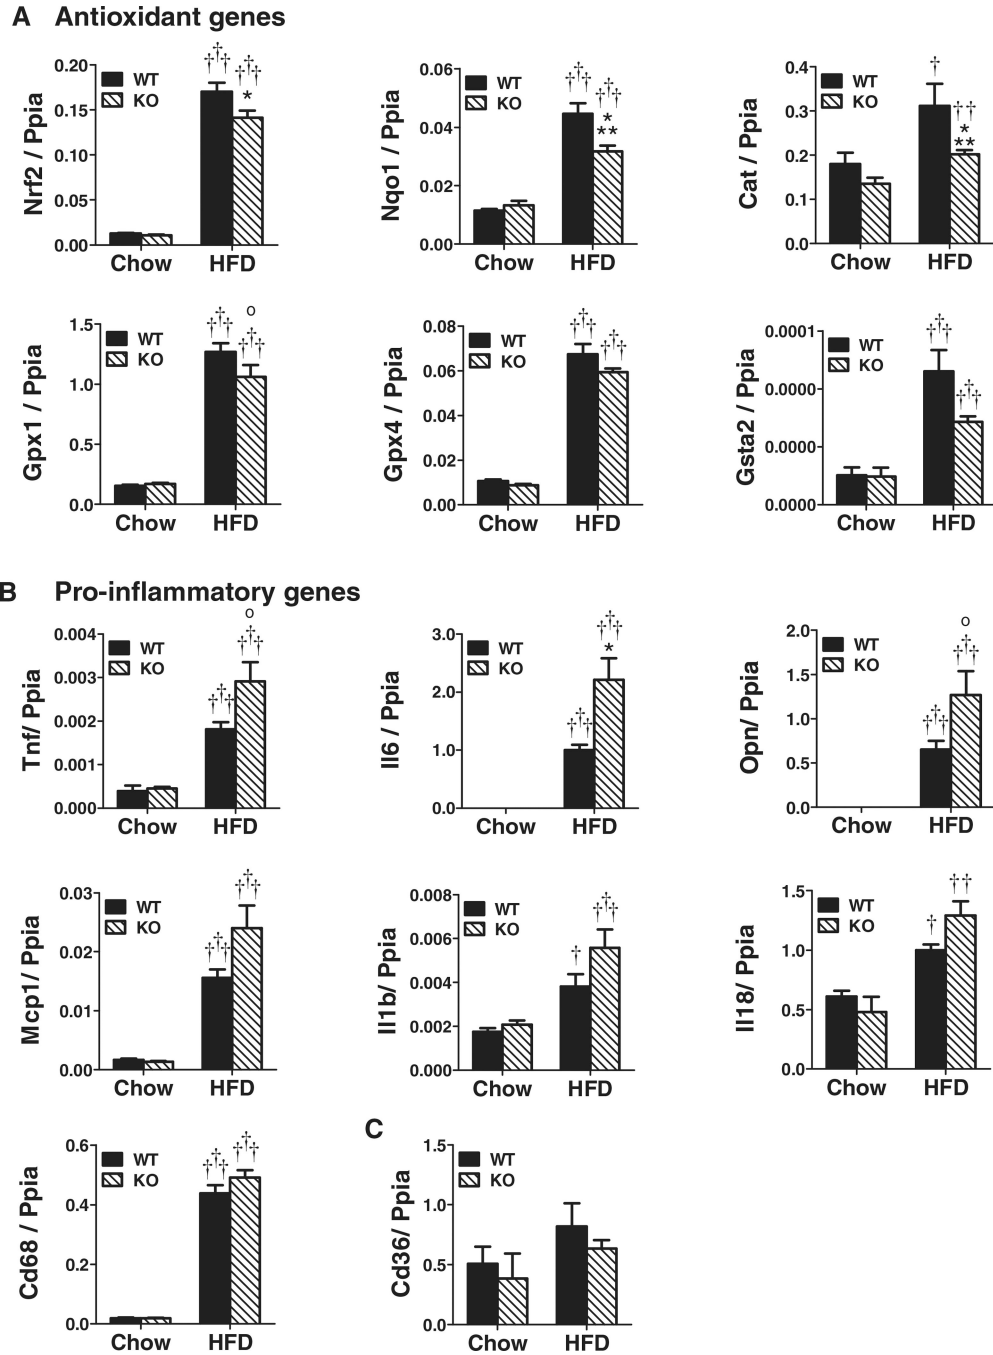 A Antioxidant genes
Nrf2 / Ppia
0.20
0.15
0.10
0.05
0.00
WT
KO
†††
†††
*
Chow HFD
Nqo1 / Ppia
0.06
0.04
0.02
0.00
WT
KO
†††
†††
*
**
Chow HFD
Cat / Ppia
0.4
0.3
0.2
0.1
0.0
WT
KO
†
††
*
**
Chow HFD
Gpx1 / Ppia
1.5
1.0
0.5
0.0
WT
KO
†††
o
†††
Chow HFD
Gpx4 / Ppia
0.08
0.06
0.04
0.02
0.00
WT
KO
†††
†††
Chow HFD
Gsta2 / Ppia
0.0001
0.0000
0.0000
0.0000
WT
KO
†††
†††
Chow HFD
B Pro-inflammatory genes
Tnf/ Ppia
0.004
0.003
0.002
0.001
0.000
WT
KO
†††
o
†††
Chow HFD
Il6 / Ppia
3.0
2.0
1.0
0.0
WT
KO
†††
†††
*
Chow HFD
Opn/ Ppia
2.0
1.5
1.0
0.5
0.0
WT
KO
†††
o
†††
Chow HFD
Mcp1/ Ppia
0.03
0.02
0.01
0.00
WT
KO
†††
†††
Chow HFD
Il1b/ Ppia
0.008
0.006
0.004
0.002
0.000
WT
KO
†
†††
Chow HFD
Il18/ Ppia
1.5
1.0
0.5
0.0
WT
KO
†
††
Chow HFD
Cd68 / Ppia
0.6
0.4
0.2
0.0
WT
KO
†††
†††
Chow HFD
C
Cd36/ Ppia
1.5
1.0
0.5
0.0
WT
KO
Chow HFD